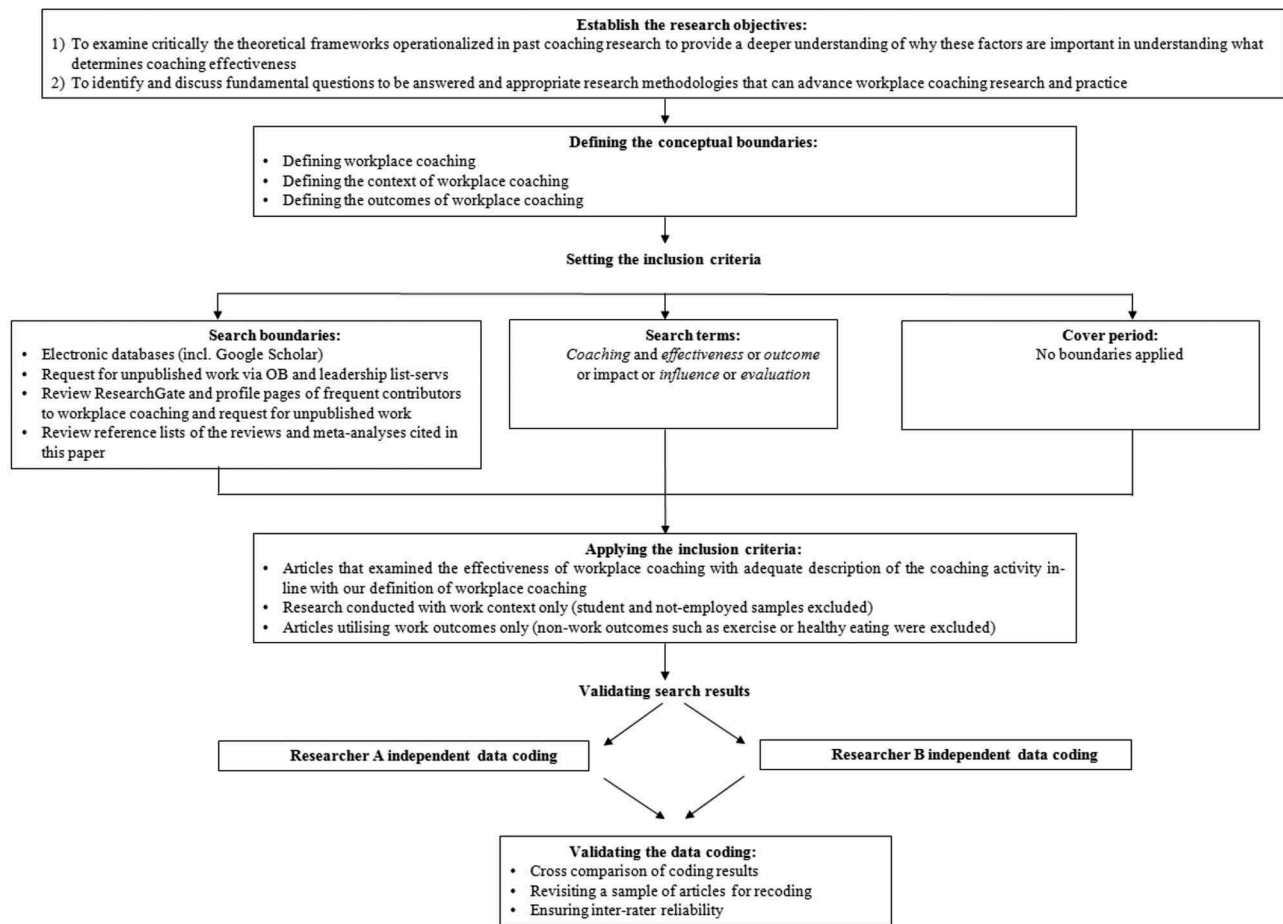 Establish the research objectives:
1) To examine critically the theoretical frameworks operationalized in past coaching research to provide a deeper understanding of why these factors are important in understanding what
determines coaching effectiveness
2) To identify and discuss fundamental questions to be answered and appropriate research methodologies that can advance workplace coaching research and practice
Defining the conceptual boundaries:
• Defining workplace coaching
• Defining the context of workplace coaching
• Defining the outcomes of workplace coaching
Setting the inclusion criteria
Search boundaries:
• Electronic databases (incl. Google Scholar)
• Request for unpublished work via OB and leadership list-servs
• Review ResearchGate and profile pages of frequent contributors
to workplace coaching and request for unpublished work
• Review reference lists of the reviews and meta-analyses cited in
this paper
Search terms:
Coaching and effectiveness or outcome
or impact or influence or evaluation
Cover period:
No boundaries applied
Applying the inclusion criteria:
• Articles that examined the effectiveness of workplace coaching with adequate description of the coaching activity in-
line with our definition of workplace coaching
• Research conducted with work context only (student and not-employed samples excluded)
• Articles utilising work outcomes only (non-work outcomes such as exercise or healthy eating were excluded)
Validating search results
Researcher A independent data coding
Researcher B independent data coding
Validating the data coding:
• Cross comparison of coding results
• Revisiting a sample of articles for recoding
• Ensuring inter-rater reliability